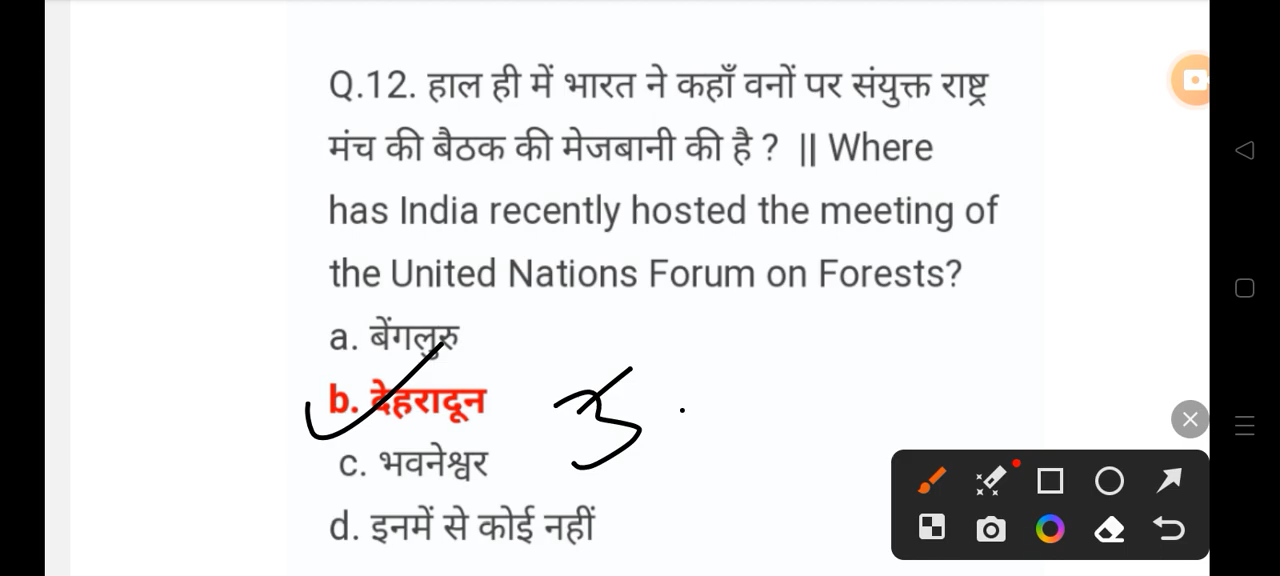 Q.12. हाल ही में भारत ने कहाँ वनों पर संयुक्त राष्ट्र
मंच की बैठक की मेजबानी की है ? || Where
has India recently hosted the meeting of
the United Nations Forum on Forests?
a. बेंगलुरु
b. देहरादून
c. भवनेश्वर
d. इनमें से कोई नहीं